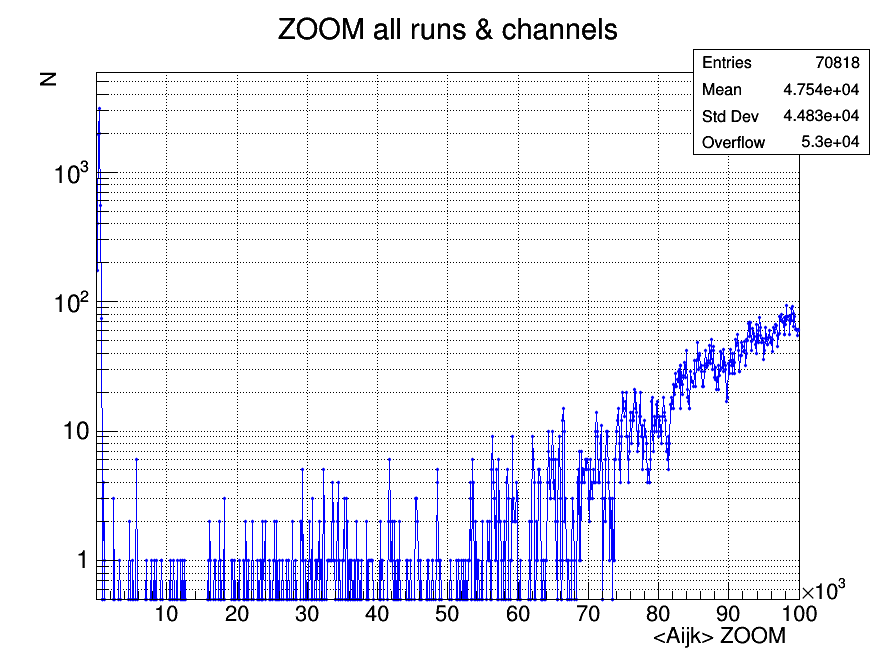 ZOOM all runs & channels
Entries 70818
Mean 4.754e+04
Std Dev 4.483e+04
Overflow 5.3e+04
N
10³
10²
10
1
10 20 30 40 50 60 70 80 90 100
×10³
<Aijk> ZOOM